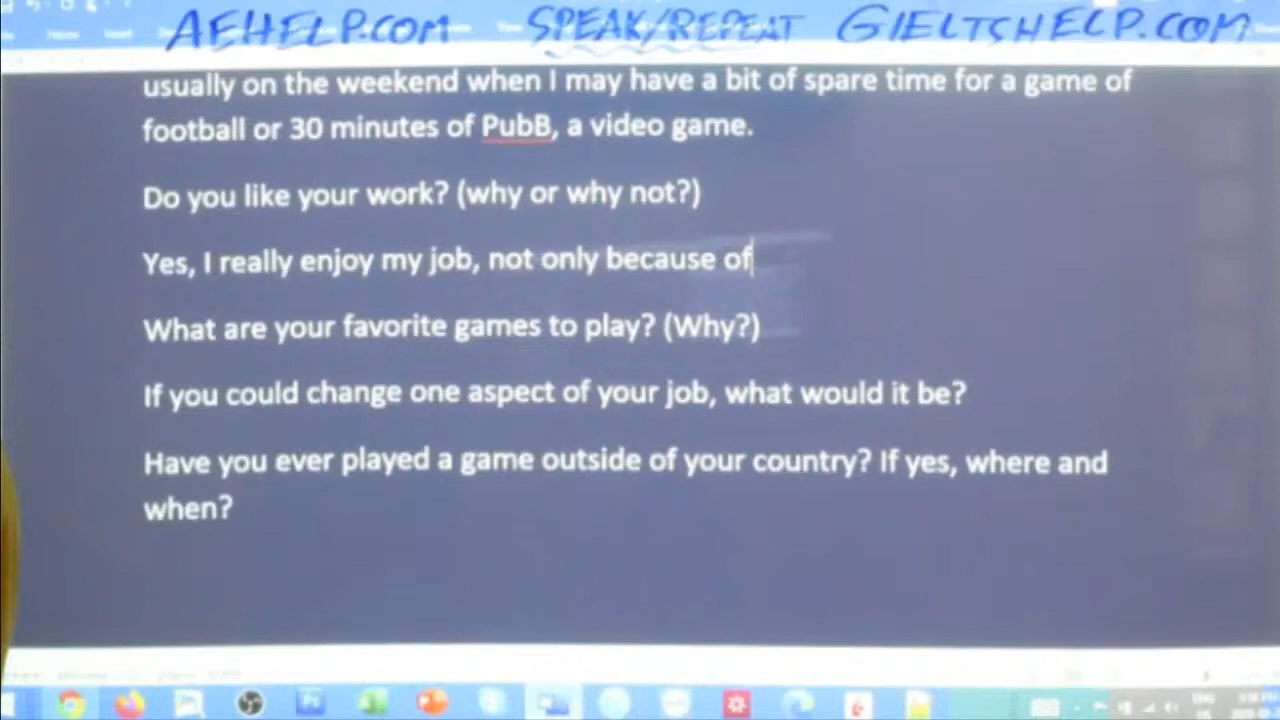 AEHELP.COM SPEAK/REPEAT GIELTSHELP.COM
usually on the weekend when I may have a bit of spare time for a game of
football or 30 minutes of PubB, a video game.
Do you like your work? (why or why not?)
Yes, I really enjoy my job, not only because of
What are your favorite games to play? (Why?)
If you could change one aspect of your job, what would it be?
Have you ever played a game outside of your country? If yes, where and
when?